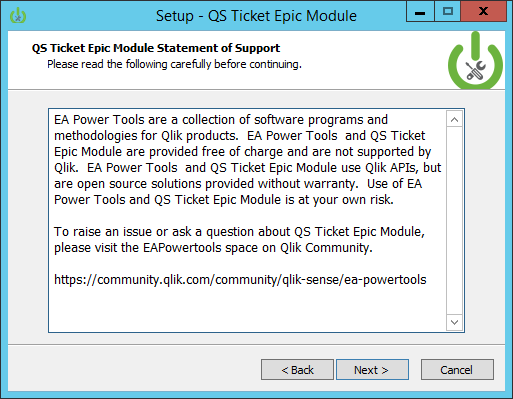 Setup - QS Ticket Epic Module
QS Ticket Epic Module Statement of Support
Please read the following carefully before continuing.
EA Power Tools are a collection of software programs and
methodologies for Qlik products.  EA Power Tools  and QS Ticket
Epic Module are provided free of charge and are not supported by
Qlik.  EA Power Tools  and QS Ticket Epic Module use Qlik APIs, but
are open source solutions provided without warranty.  Use of EA
Power Tools and QS Ticket Epic Module is at your own risk.
To raise an issue or ask a question about QS Ticket Epic Module,
please visit the EAPowertools space on Qlik Community.
https://community.qlik.com/community/qlik-sense/ea-powertools
< Back
Next >
Cancel